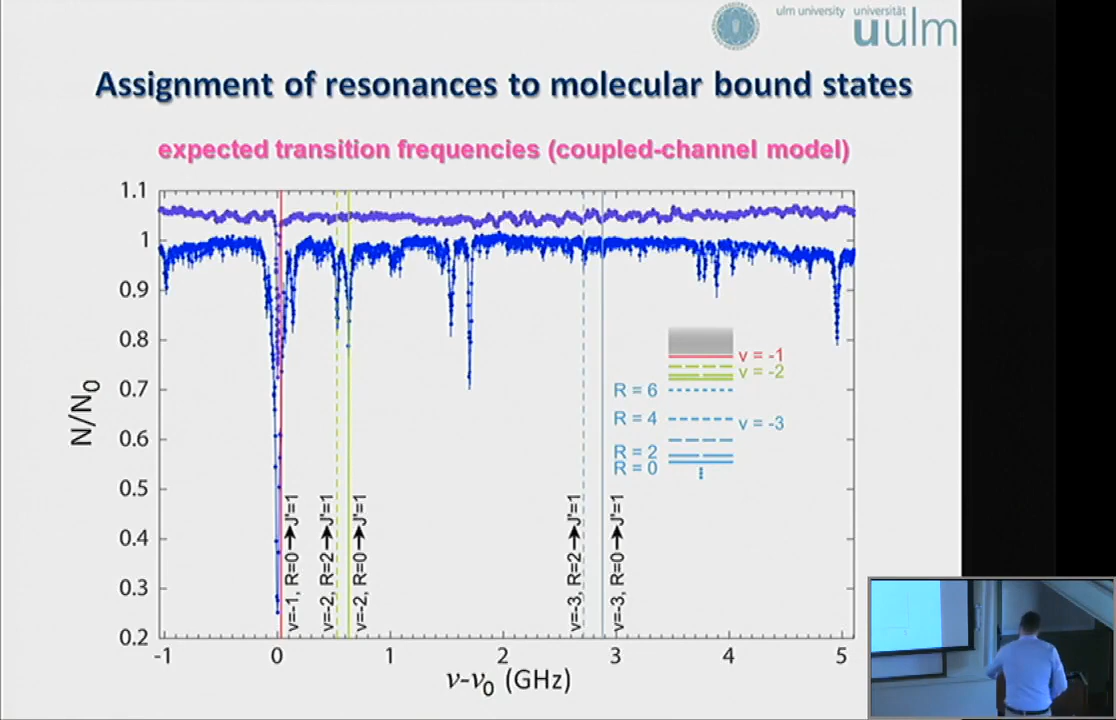 ulm university universität
uulm
Assignment of resonances to molecular bound states
expected transition frequencies (coupled-channel model)
1.1
1
0.9
0.8
0.7
0.6
0.5
0.4
0.3
0.2
N/N0
v = -1
v = -2
R = 6
R = 4
v = -3
R = 2
R = 0
v=-1, R=0→J'=1
v=-2, R=2→J'=1
v=-2, R=0→J'=1
v=-3, R=2→J'=1
v=-3, R=0→J'=1
-1 0 1 2 3 4 5
ν-ν0 (GHz)